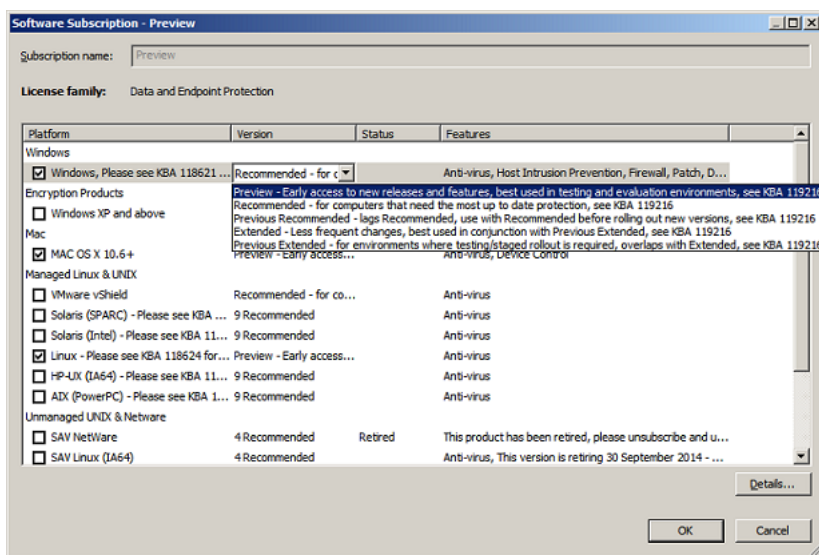 Software Subscription - Preview
Subscription name: Preview
License family: Data and Endpoint Protection
Platform Version Status Features
Windows
Windows, Please see KBA 118621 ... Recommended - for c Anti-virus, Host Intrusion Prevention, Firewall, Patch, D...
Encryption Products
Preview - Early access to new releases and features, best used in testing and evaluation environments, see KBA 119216
Recommended - for computers that need the most up to date protection, see KBA 119216
Windows XP and above
Previous Recommended - lags Recommended, use with Recommended before rolling out new versions, see KBA 119216
Mac
Extended - Less frequent changes, best used in conjunction with Previous Extended, see KBA 119216
Previous Extended - for environments where testing/staged rollout is required, overlaps with Extended, see KBA 119216
MAC OS X 10.6+ Preview - Early access... Anti-virus, Device Control
Managed Linux & UNIX
VMware vShield Recommended - for co... Anti-virus
Solaris (SPARC) - Please see KBA ... 9 Recommended Anti-virus
Solaris (Intel) - Please see KBA 11... 9 Recommended Anti-virus
Linux - Please see KBA 118624 for... Preview - Early access... Anti-virus
HP-UX (IA64) - Please see KBA 11... 9 Recommended Anti-virus
AIX (PowerPC) - Please see KBA 1... 9 Recommended Anti-virus
Unmanaged UNIX & Netware
SAV NetWare 4 Recommended Retired This product has been retired, please unsubscribe and u...
SAV Linux (IA64) 4 Recommended Anti-virus, This version is retiring 30 September 2014 - ...
Details...
OK Cancel